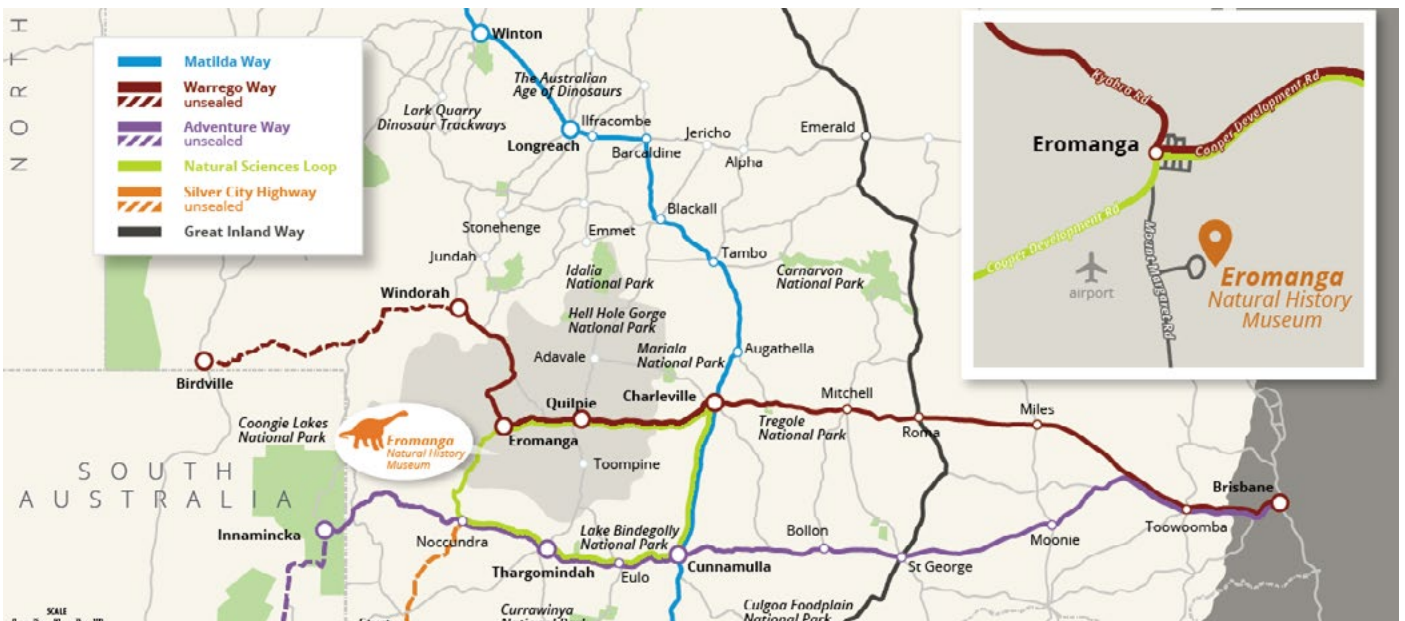 NORTH
Matilda Way
Warrego Way
unsealed
Adventure Way
unsealed
Natural Sciences Loop
Silver City Highway
unsealed
Great Inland Way
Winton
The Australian
Age of Dinosaurs
Lark Quarry
Dinosaur Trackways
Ilfracombe
Longreach
Barcaldine
Jericho
Alpha
Emerald
Blackall
Stonehenge
Emmet
Tambo
Jundah
Idalia
National Park
Carnarvon
National Park
Windorah
Hell Hole Gorge
National Park
Adavale
Mariala
National Park
Augathella
Birdville
Quilpie
Charleville
Mitchell
Miles
Coongie Lakes
National Park
Eromanga
Natural History
Museum
Eromanga
Tregole
National Park
Roma
SOUTH
AUSTRALIA
Toompine
Brisbane
Innamincka
Noccundra
Lake Bindegolly
National Park
Bollon
Moonie
Toowoomba
Thargomindah
Eulo
Cunnamulla
St George
SCALE
Currawinya
Culgoa Foodplain
National Park
Kyabra Rd
Eromanga
Cooper Development Rd
Cooper Development Rd
Mount Margaret Rd
airport
Eromanga
Natural History
Museum